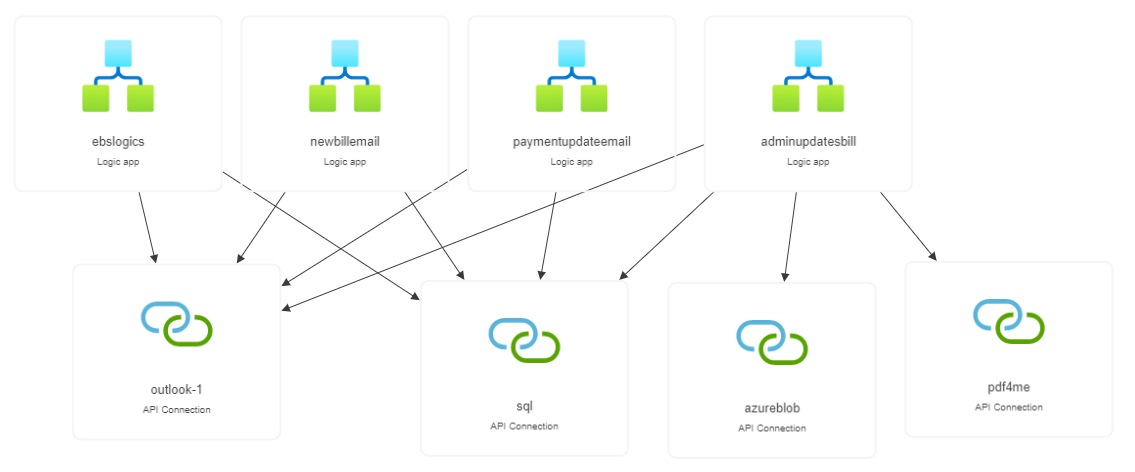 ebslogics
Logic app
newbillemail
Logic app
paymentupdateemail
Logic app
adminupdatesbill
Logic app
outlook-1
API Connection
sql
API Connection
azureblob
API Connection
pdf4me
API Connection